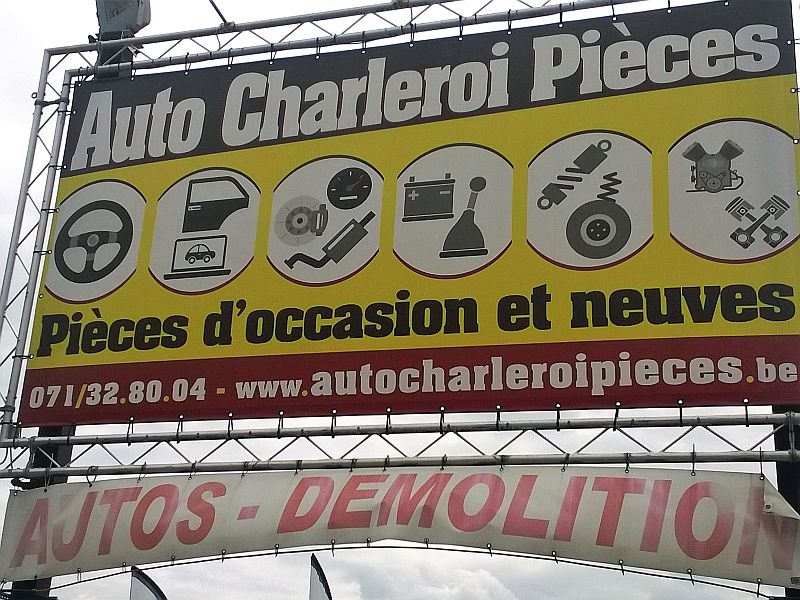 Auto Charleroi Pièces
Pièces d'occasion et neuves
071/32.80.04 - www.autocharleroipieces.be
AUTOS - DEMOLITION